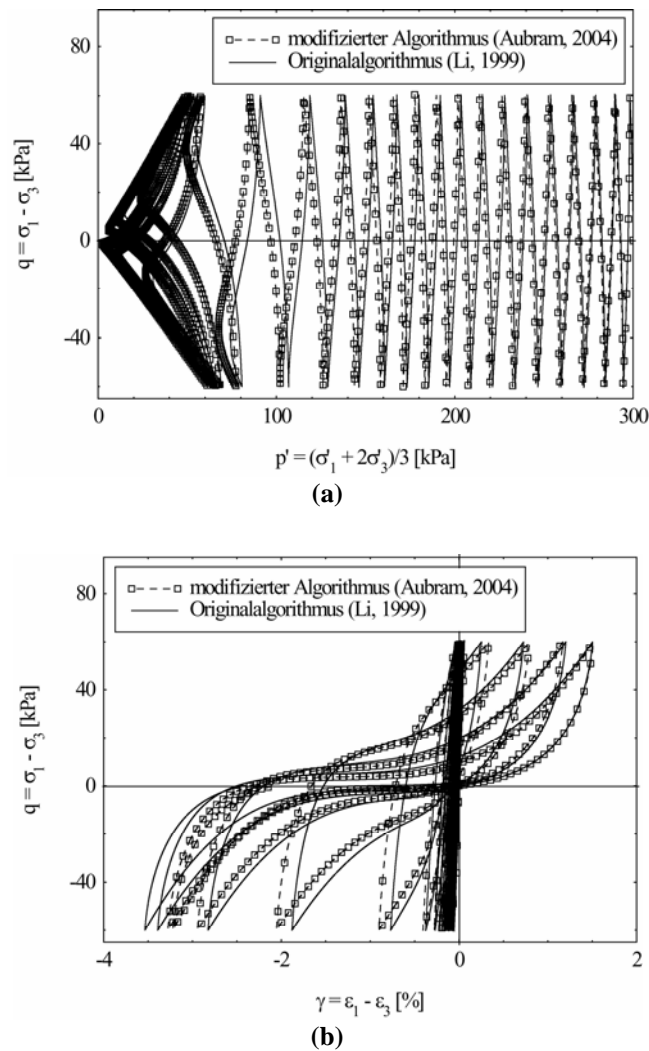 modifizierter Algorithmus (Aubram, 2004)
Originalalgorithmus (Li, 1999)
80
40
0
-40
q = σ1 - σ3 [kPa]
0
100
200
300
p' = (σ'1 + 2σ'3)/3 [kPa]
(a)
modifizierter Algorithmus (Aubram, 2004)
Originalalgorithmus (Li, 1999)
80
40
0
-40
q = σ1 - σ3 [kPa]
-4
-2
0
2
γ = ε1 - ε3 [%]
(b)